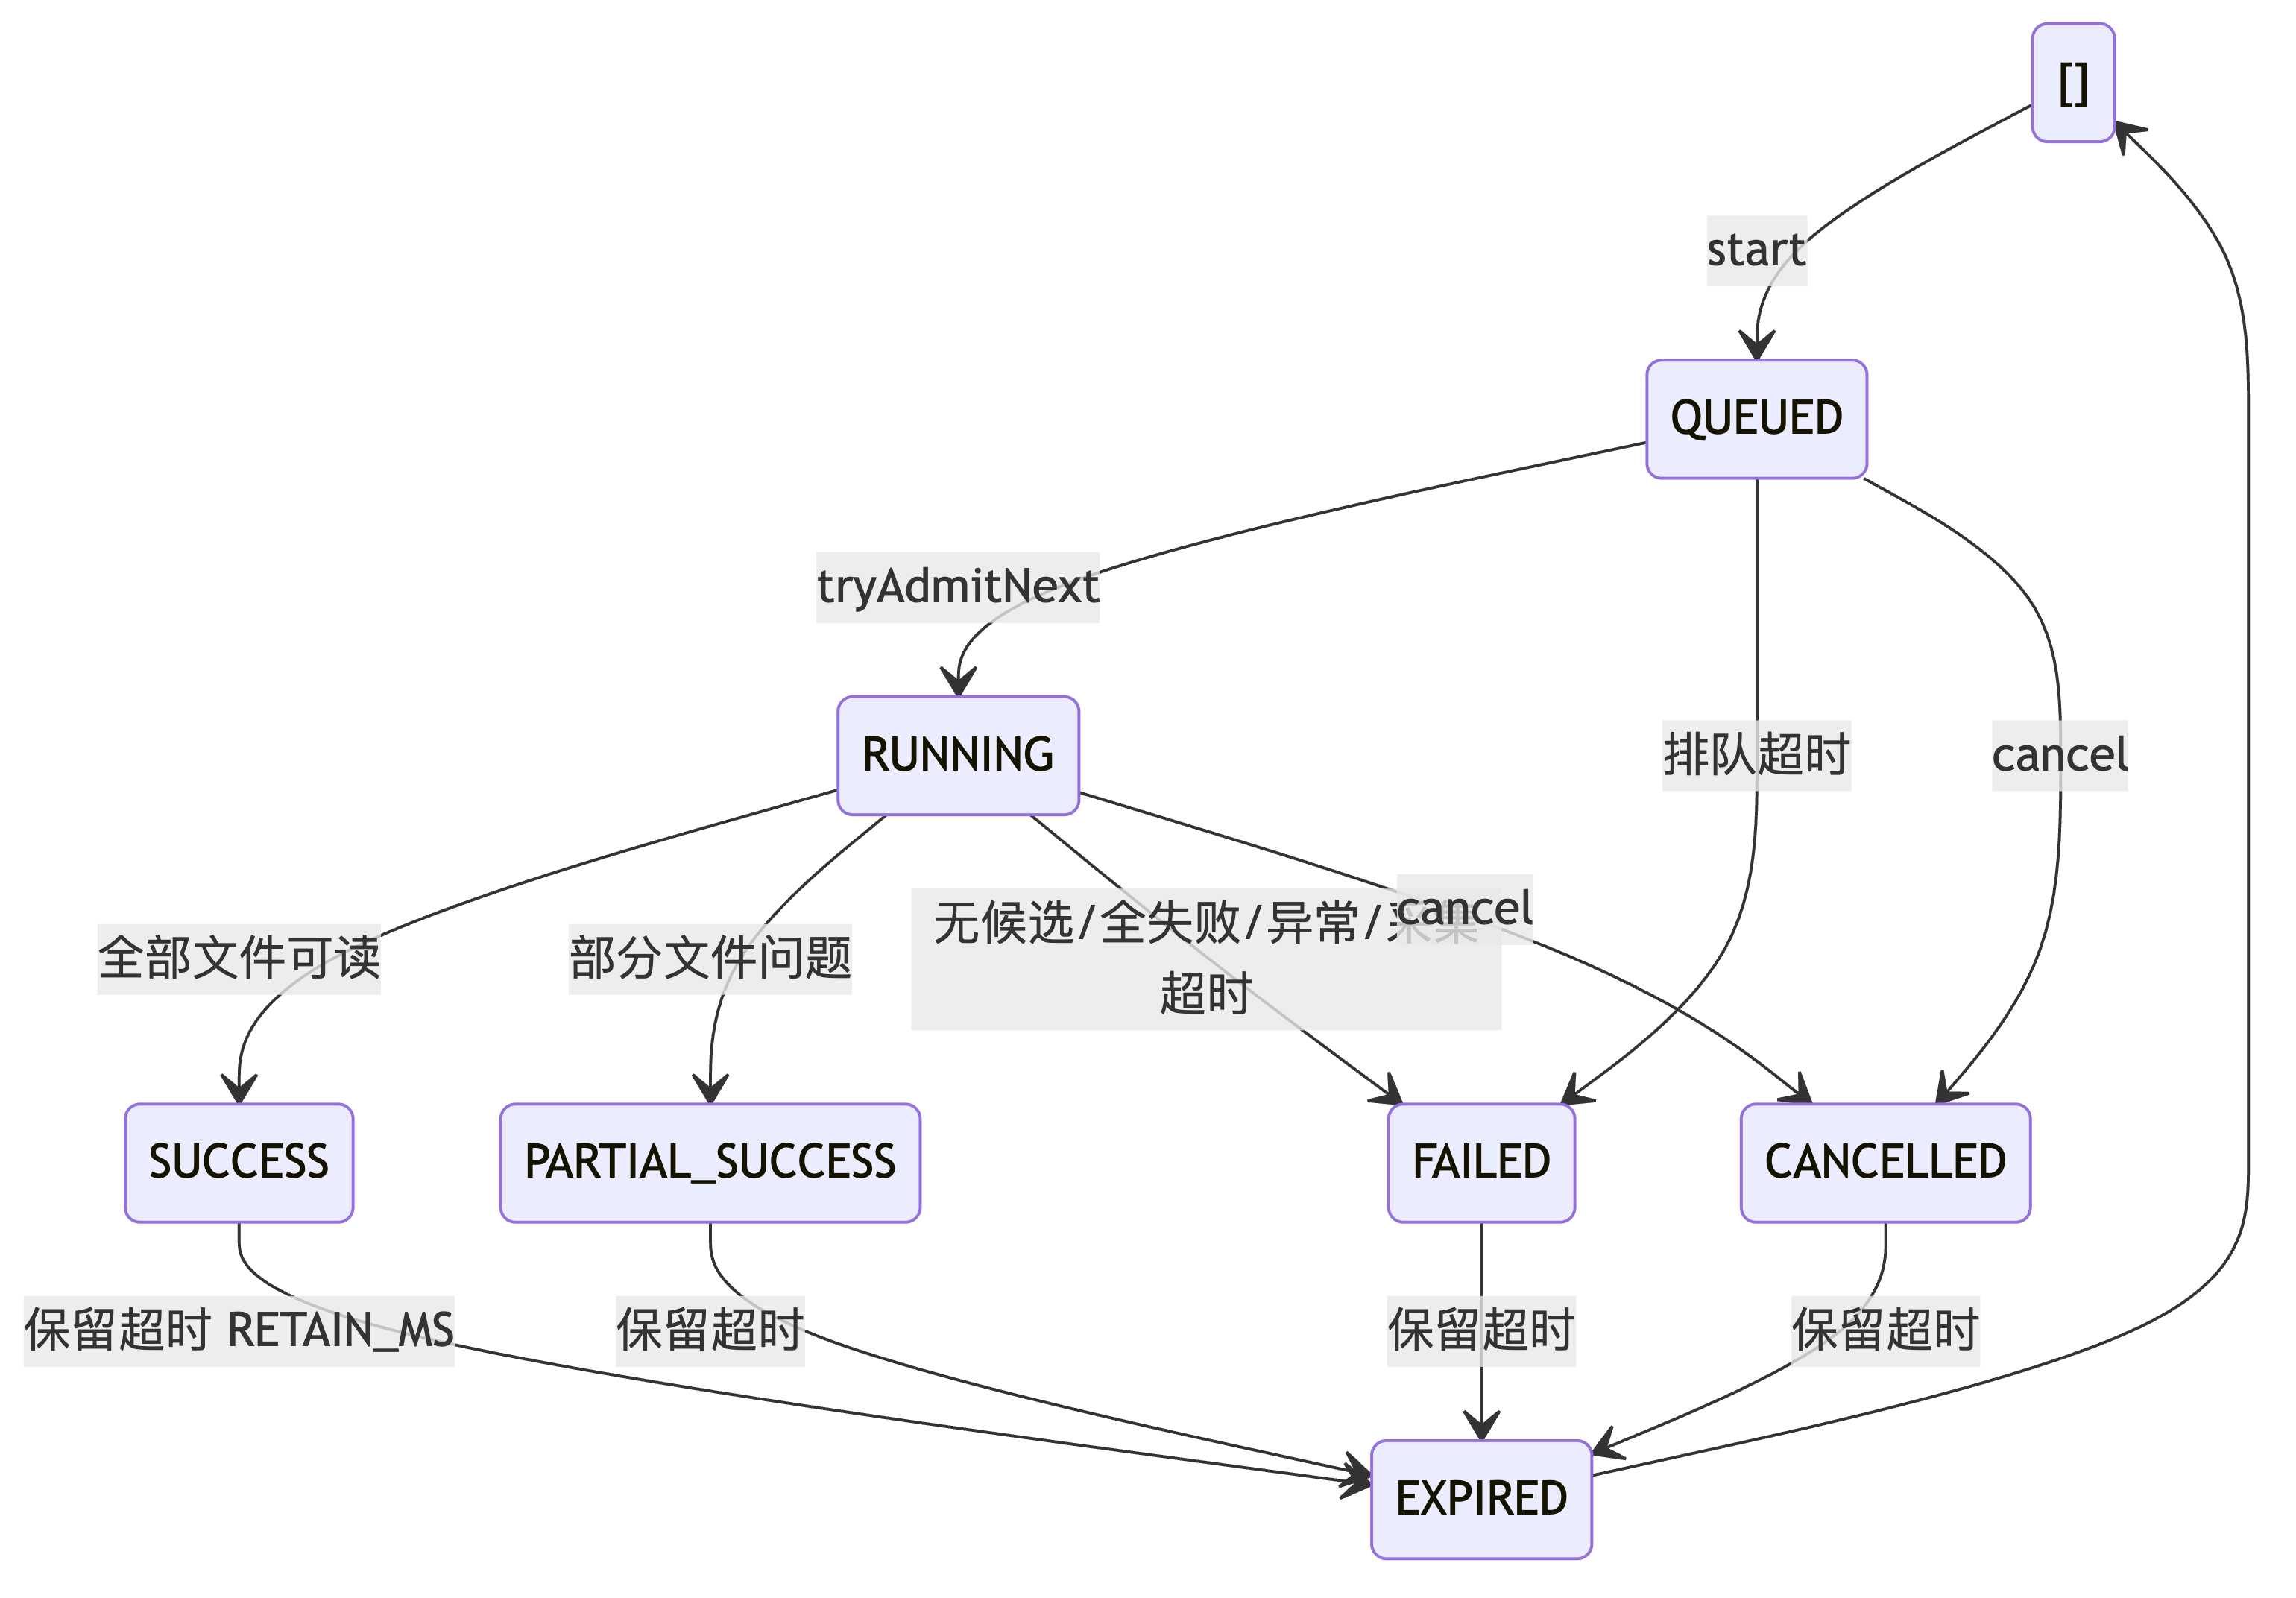 []
start
QUEUED
tryAdmitNext
RUNNING
排队超时
cancel
全部文件可读
部分文件问题
无候选/全失败/异常/采集
超时
cancel
SUCCESS
PARTIAL_SUCCESS
FAILED
CANCELLED
保留超时 RETAIN_MS
保留超时
保留超时
保留超时
EXPIRED